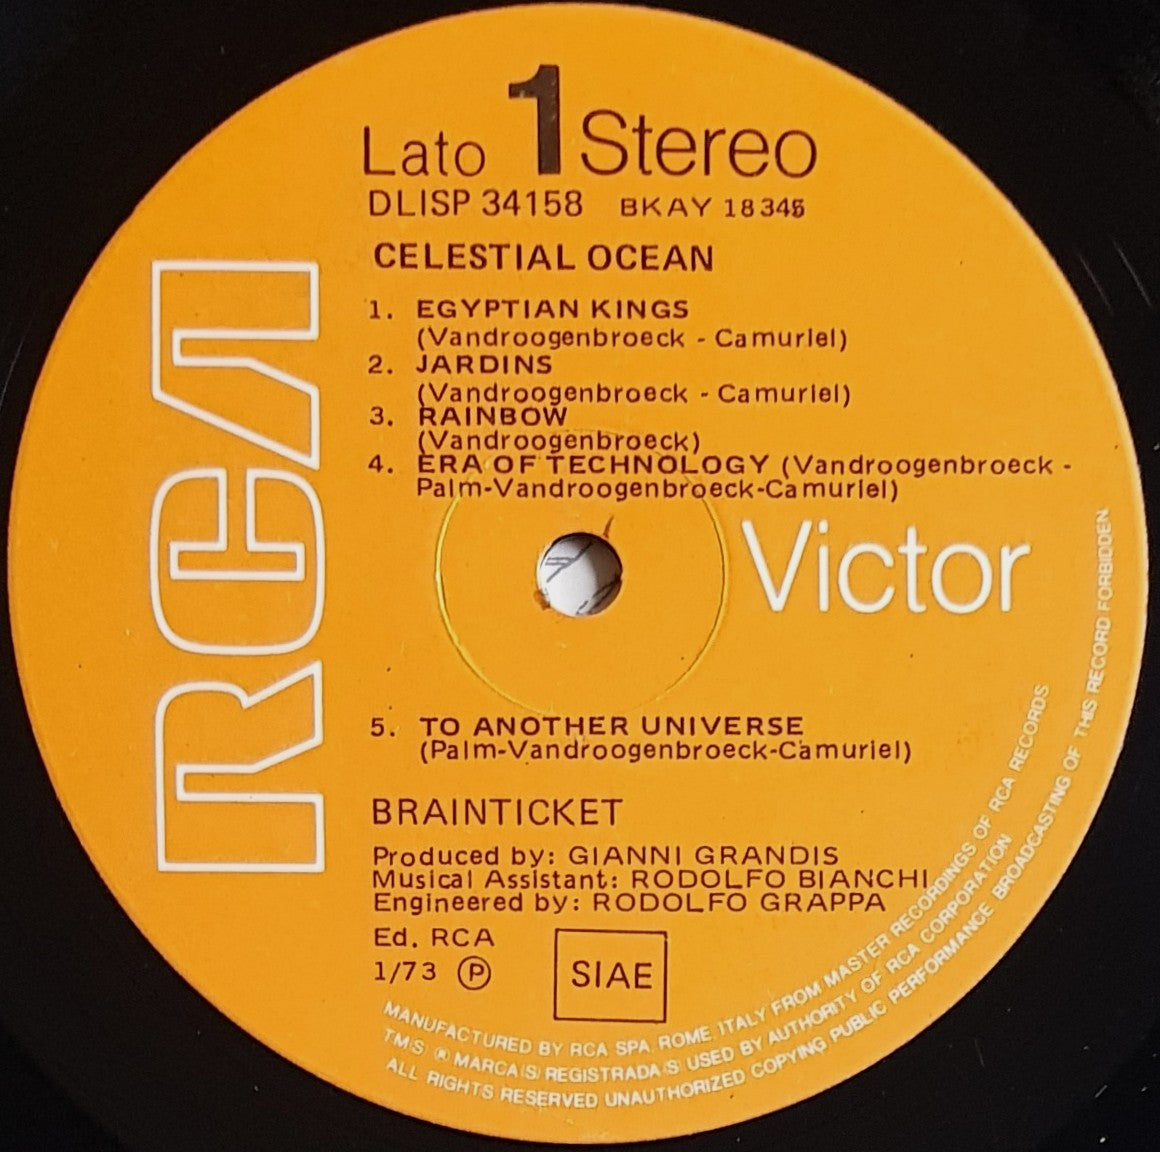 Lato 1 Stereo
DLISP 34158 BKAY 18345
CELESTIAL OCEAN
1. EGYPTIAN KINGS
(Vandroogenbroeck - Camuriel)
2. JARDINS
(Vandroogenbroeck - Camuriel)
3. RAINBOW
(Vandroogenbroeck)
4. ERA OF TECHNOLOGY (Vandroogenbroeck -
Palm-Vandroogenbroeck-Camuriel)
RCA
Victor
5. TO ANOTHER UNIVERSE
(Palm-Vandroogenbroeck-Camuriel)
BRAINTICKET
Produced by: GIANNI GRANDIS
Musical Assistant: RODOLFO BIANCHI
Engineered by: RODOLFO GRAPPA
Ed. RCA
1/73 Ⓟ
SIAE
MANUFACTURED BY RCA SPA ROME ITALY FROM MASTER RECORDINGS OF RCA RECORDS
TM(S) ® MARCA(S) REGISTRADA(S) USED BY AUTHORITY OF RCA CORPORATION
ALL RIGHTS RESERVED UNAUTHORIZED COPYING PUBLIC PERFORMANCE BROADCASTING OF THIS RECORD FORBIDDEN